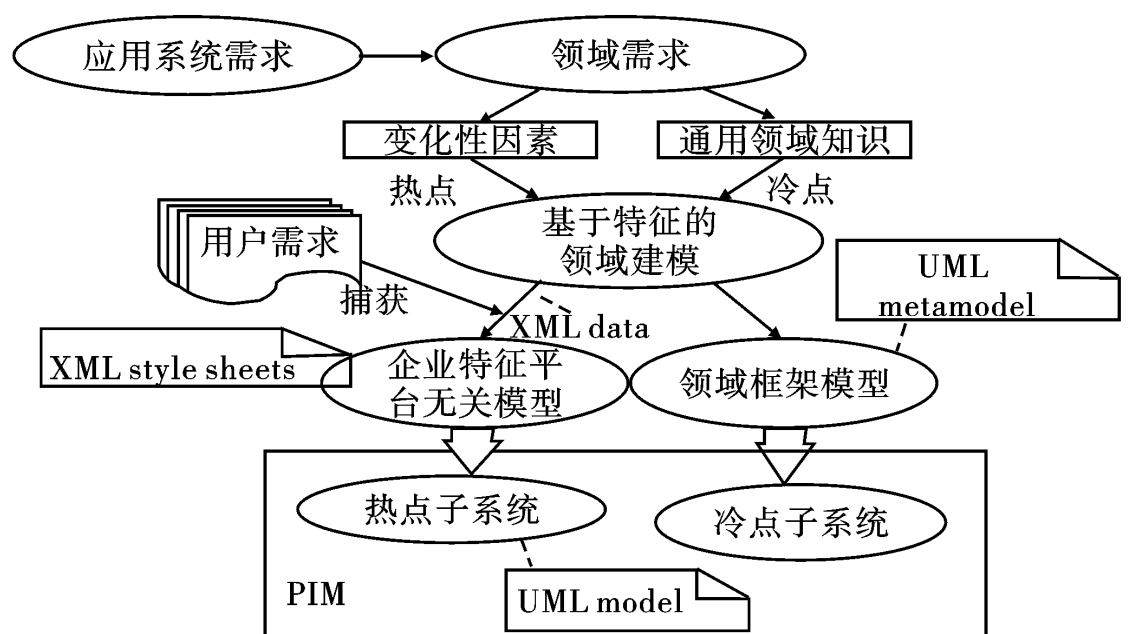 应用系统需求
领域需求
变化性因素
通用领域知识
热点
冷点
用户需求
基于特征的
领域建模
UML
metamodel
捕获
XML data
XML style sheets
企业特征平
台无关模型
领域框架模型
热点子系统
冷点子系统
PIM
UML model